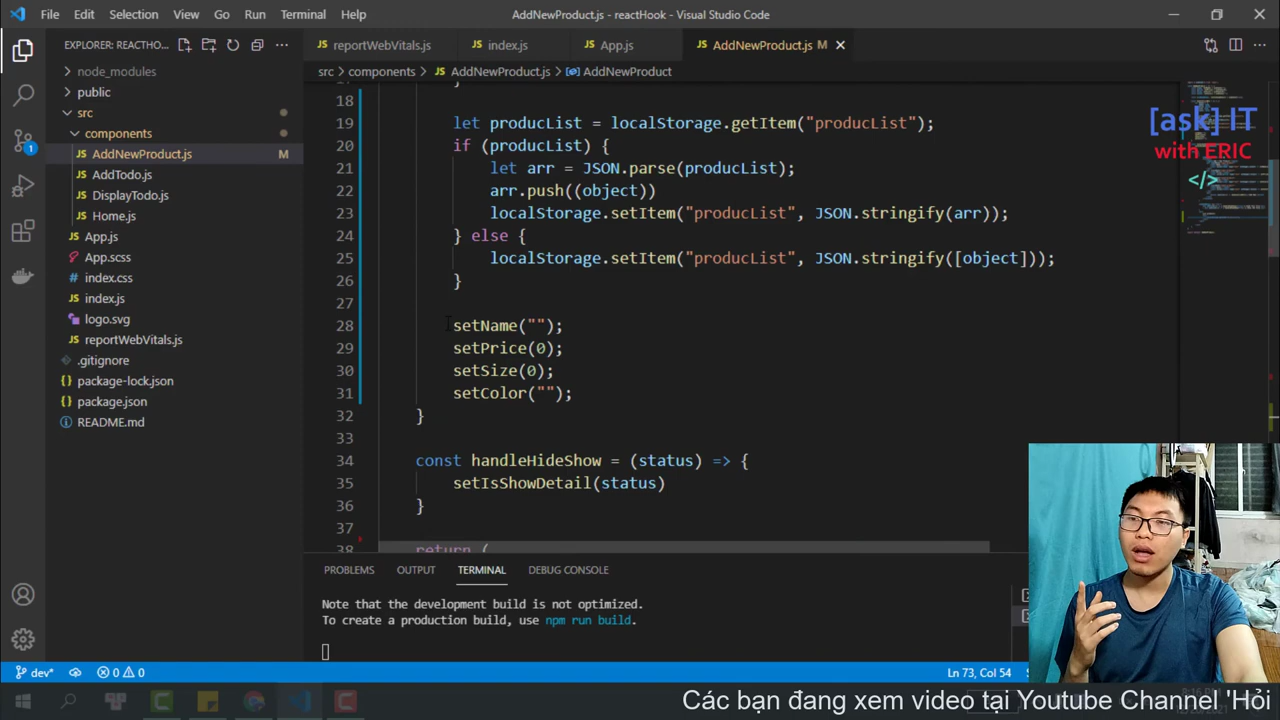 File Edit Selection View Go Run Terminal Help
AddNewProduct.js - reactHook - Visual Studio Code
EXPLORER: REACTHO...
reportWebVitals.js
index.js
App.js
AddNewProduct.js M
src > components > AddNewProduct.js > AddNewProduct
node_modules
public
src
components
AddNewProduct.js M
AddTodo.js
DisplayTodo.js
Home.js
App.js
App.scss
index.css
index.js
logo.svg
reportWebVitals.js
.gitignore
package-lock.json
package.json
README.md
18
19 let producList = localStorage.getItem("producList");
20 if (producList) {
21 let arr = JSON.parse(producList);
22 arr.push((object))
23 localStorage.setItem("producList", JSON.stringify(arr));
24 } else {
25 localStorage.setItem("producList", JSON.stringify([object]));
26 }
27
28 setName("");
29 setPrice(0);
30 setSize(0);
31 setColor("");
32 }
33
34 const handleHideShow = (status) => {
35 setIsShowDetail(status)
36 }
37
38 return (
[ask] IT
with ERIC
</>
PROBLEMS OUTPUT TERMINAL DEBUG CONSOLE
Note that the development build is not optimized.
To create a production build, use npm run build.
1
dev* 0 0
Ln 73, Col 54
Các bạn đang xem video tại Youtube Channel 'Hỏi